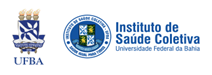 UFBA
Instituto de
Saúde Coletiva
Universidade Federal da Bahia